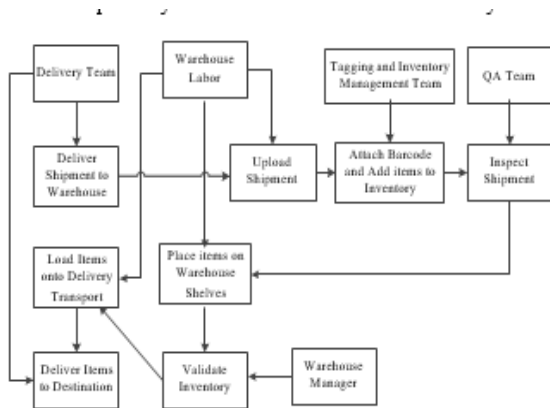 Delivery Team
Warehouse
Labor
Tagging and Inventory
Management Team
QA Team
Deliver
Shipment to
Warehouse
Upload
Shipment
Attach Barcode
and Add items to
Inventory
Inspect
Shipment
Load Items
onto Delivery
Transport
Place items on
Warehouse
Shelves
Deliver Items
to Destination
Validate
Inventory
Warehouse
Manager